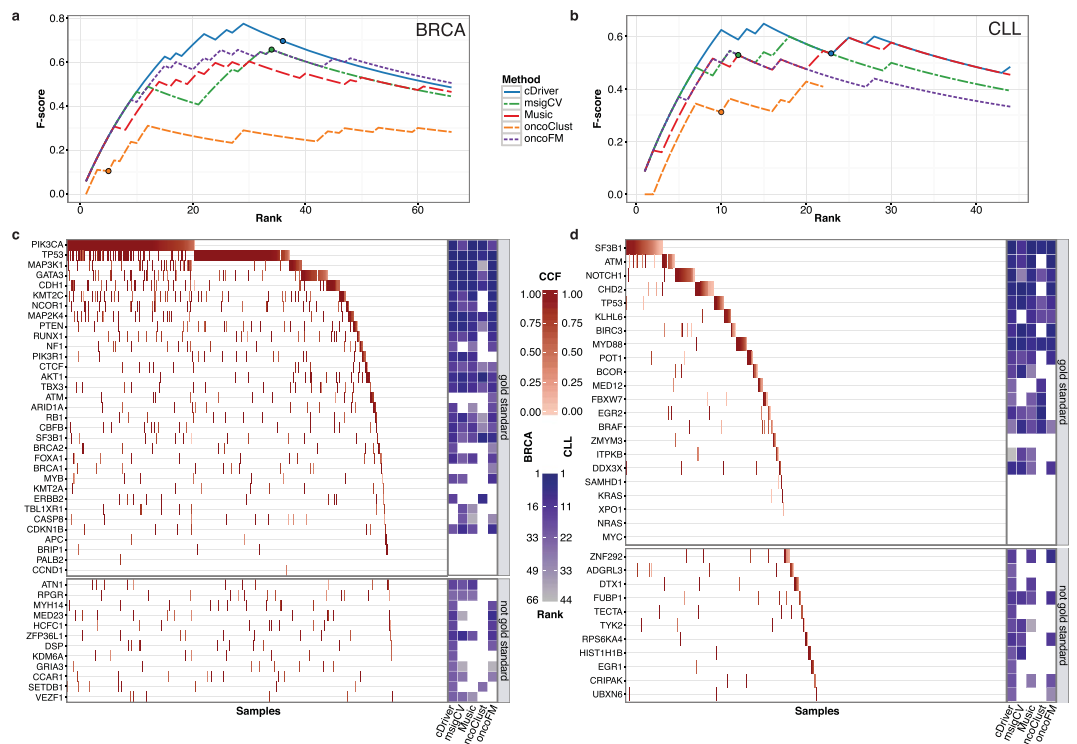 a
BRCA
F-score
0.8
0.6
0.4
0.2
0.0
0
20
40
60
Rank
Method
cDriver
msigCV
Music
oncoClust
oncoFM
b
CLL
F-score
0.6
0.4
0.2
0.0
0
10
20
30
40
Rank
c
PIK3CA
TP53
MAP3K1
GATA3
CDH1
KMT2C
NCOR1
MAP2K4
PTEN
RUNX1
NF1
PIK3R1
CTCF
AKT1
TBX3
ATM
ARID1A
RB1
CBFB
SF3B1
BRCA2
FOXA1
BRCA1
MYB
KMT2A
ERBB2
TBL1XR1
CASP8
CDKN1B
APC
BRIP1
PALB2
CCND1
gold standard
ATN1
RPGR
MYH14
MED23
HCFC1
ZFP36L1
DSP
KDM6A
GRIA3
CCAR1
SETDB1
VEZF1
not gold standard
Samples
cDriver
msigCV
Music
oncoClust
oncoFM
CCF
1.00 1.00
0.75 0.75
0.50 0.50
0.25 0.25
0.00 0.00
BRCA
CLL
1 1
16 11
33 22
49 33
66 44
Rank
d
SF3B1
ATM
NOTCH1
CHD2
TP53
KLHL6
BIRC3
MYD88
POT1
BCOR
MED12
FBXW7
EGR2
BRAF
ZMYM3
ITPKB
DDX3X
SAMHD1
KRAS
XPO1
NRAS
MYC
gold standard
ZNF292
ADGRL3
DTX1
FUBP1
TECTA
TYK2
RPS6KA4
HIST1H1B
EGR1
CRIPAK
UBXN6
not gold standard
Samples
cDriver
msigCV
Music
oncoClust
oncoFM